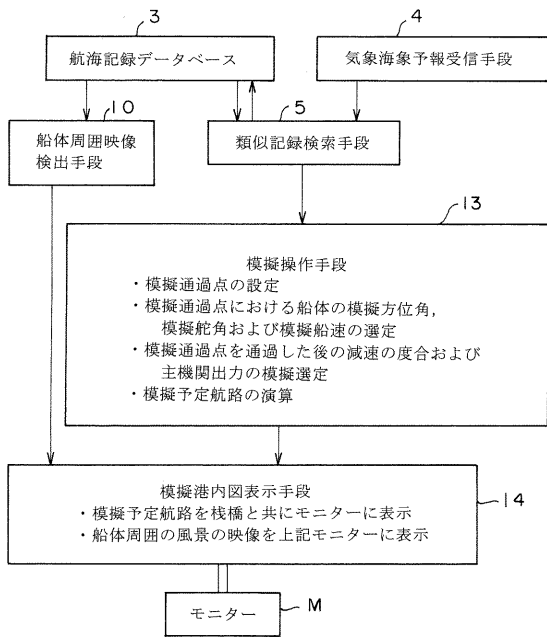 3
4
航海記録データベース
気象海象予報受信手段
10
5
船体周囲映像
検出手段
類似記録検索手段
13
模擬操作手段
・模擬通過点の設定
・模擬通過点における船体の模擬方位角,
模擬舵角および模擬船速の選定
・模擬通過点を通過した後の減速の度合および
主機関出力の模擬選定
・模擬予定航路の演算
模擬港内図表示手段
・模擬予定航路を桟橋と共にモニターに表示
・船体周囲の風景の映像を上記モニターに表示
14
モニター
M